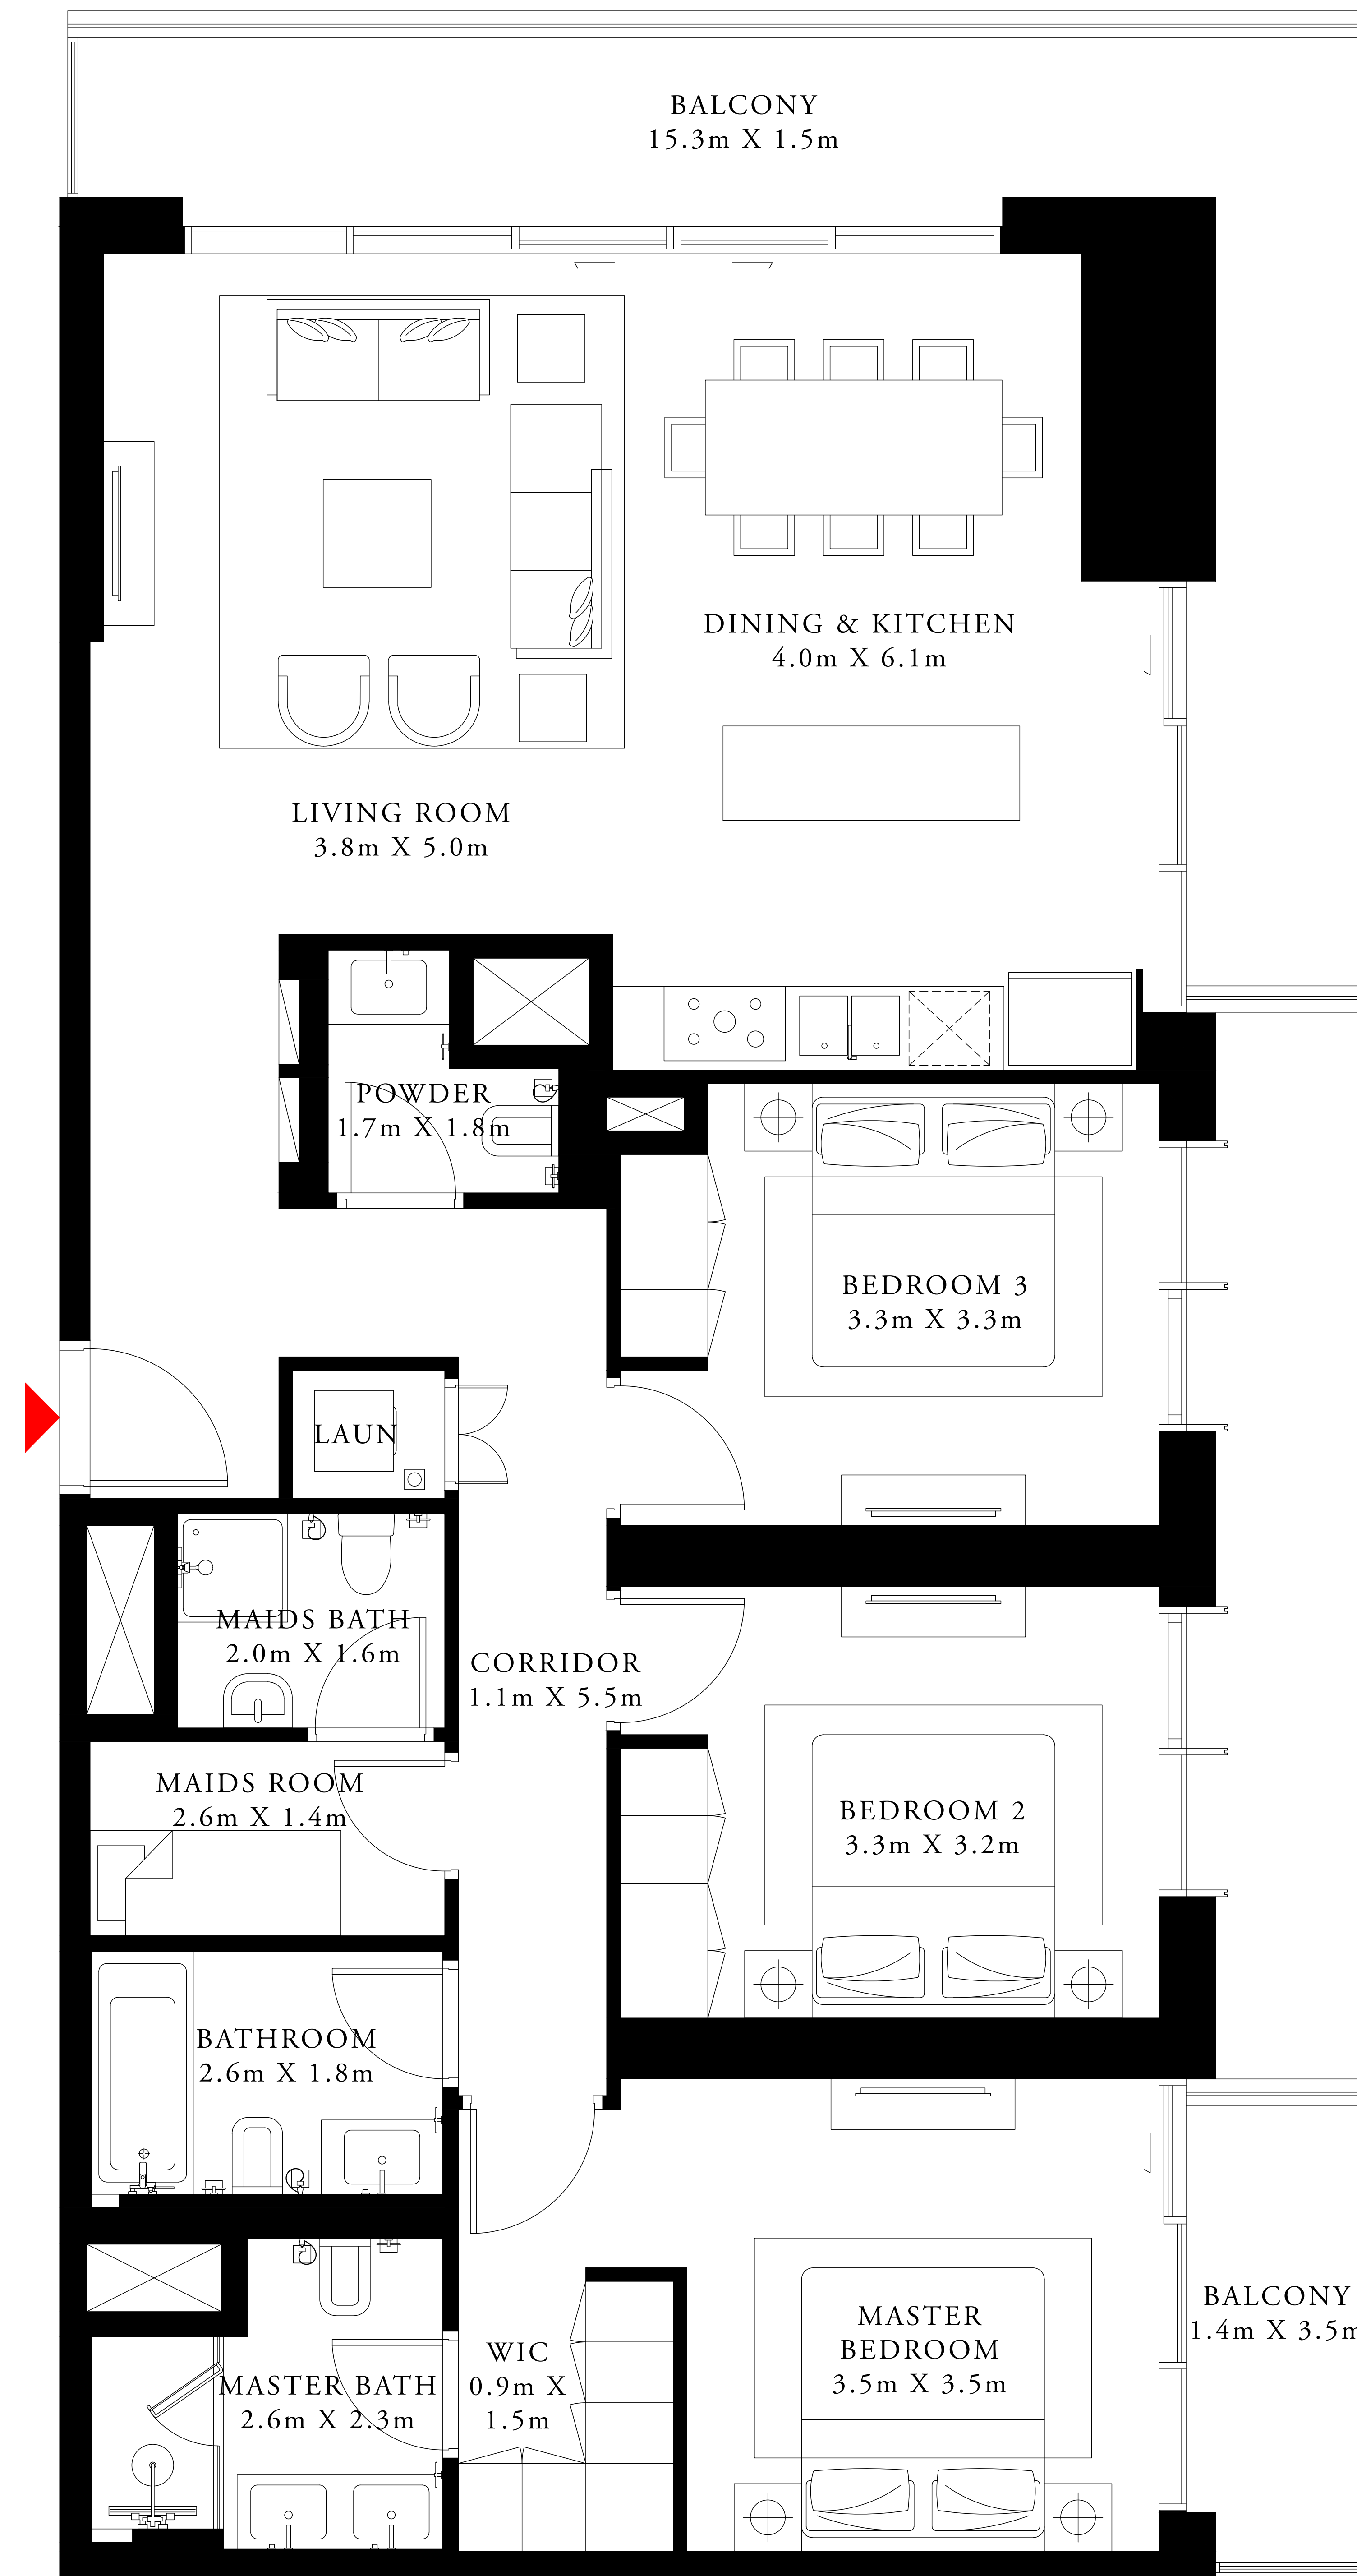 BALCONY
15.3m X 1.5m
DINING & KITCHEN
4.0m X 6.1m
LIVING ROOM
3.8m X 5.0m
POWDER
1.7m X 1.8m
BEDROOM 3
3.3m X 3.3m
LAUN
MAIDS BATH
2.0m X 1.6m
CORRIDOR
1.1m X 5.5m
MAIDS ROOM
2.6m X 1.4m
BEDROOM 2
3.3m X 3.2m
BATHROOM
2.6m X 1.8m
BALCONY
1.4m X 3.5m
MASTER
BEDROOM
3.5m X 3.5m
WIC
0.9m X
1.5m
MASTER BATH
2.6m X 2.3m